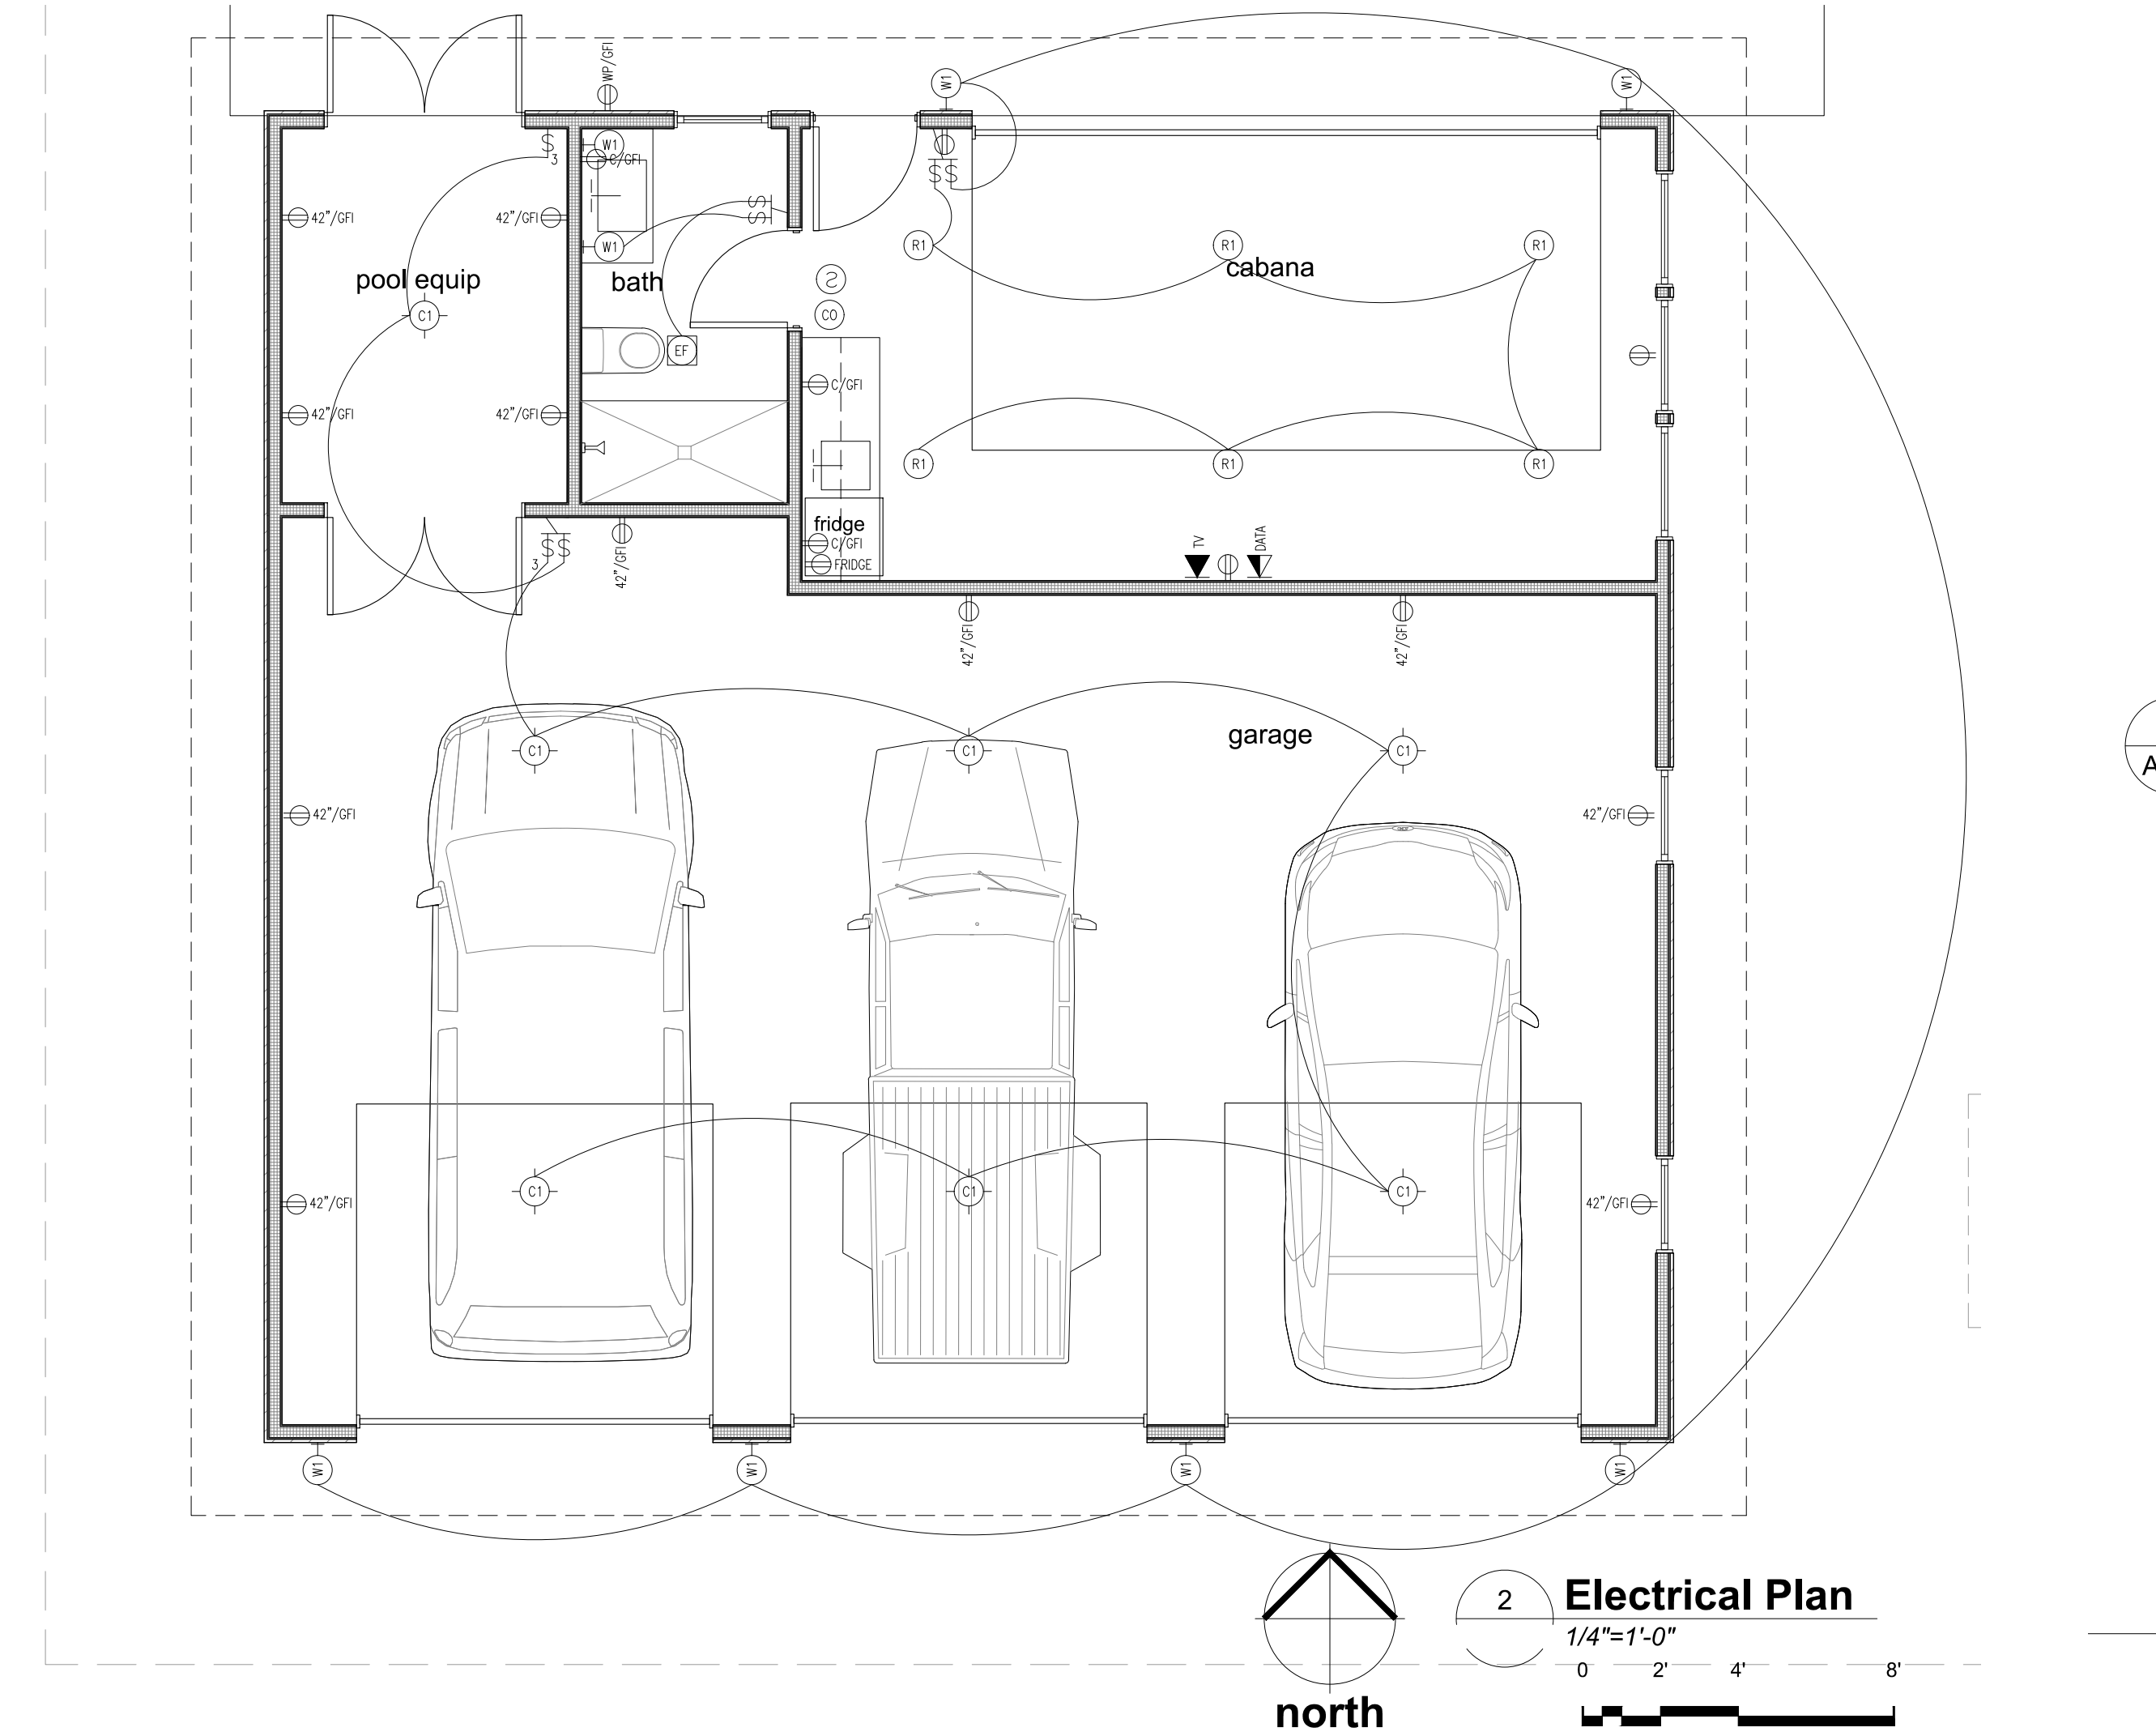 WP/GFI
W1
W1
S
3
W1
C/GFI
S S
42"/GFI
42"/GFI
S
S
W1
R1
R1
R1
pool equip
bath
S
cabana
C1
CO
EF
C/GFI
42"/GFI
42"/GFI
R1
R1
R1
fridge
C/GFI
FRIDGE
TV
DATA
S S
3
42"/GFI
42"/GFI
42"/GFI
garage
C1
C1
C1
42"/GFI
42"/GFI
A
C1
C1
C1
42"/GFI
42"/GFI
W1
W1
W1
W1
2
Electrical Plan
1/4"=1'-0"
0 2' 4' 8'
north